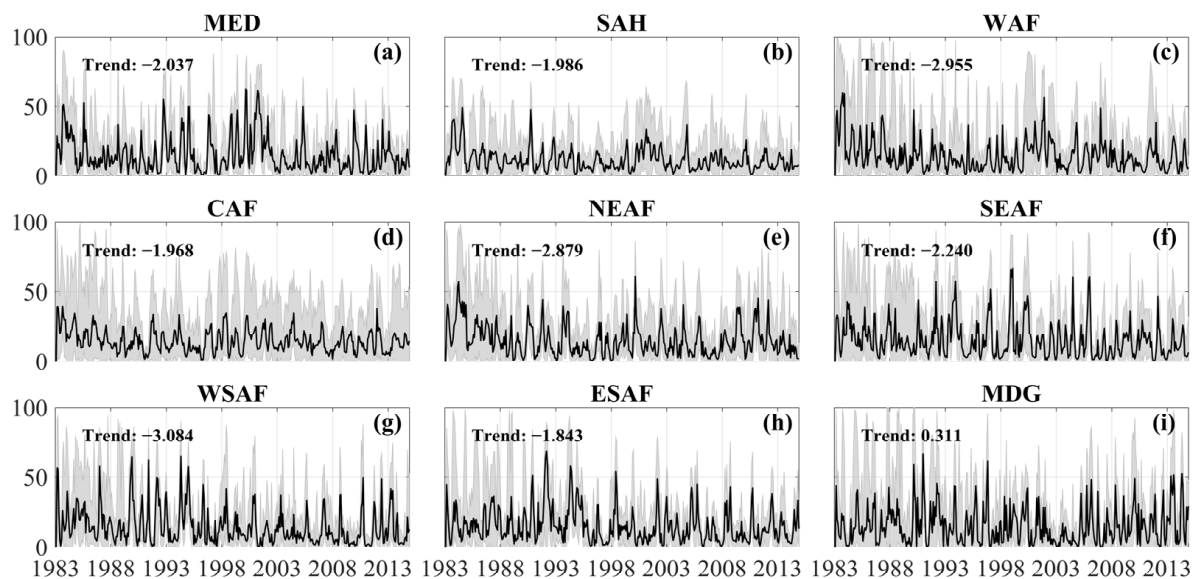 MED SAH WAF
100 (a) (b) (c)
Trend: −2.037 Trend: −1.986 Trend: −2.955
50
0
CAF NEAF SEAF
100 (d) (e) (f)
Trend: −1.968 Trend: −2.879 Trend: −2.240
50
0
WSAF ESAF MDG
100 (g) (h) (i)
Trend: −3.084 Trend: −1.843 Trend: 0.311
50
0
1983 1988 1993 1998 2003 2008 2013 1983 1988 1993 1998 2003 2008 2013 1983 1988 1993 1998 2003 2008 2013